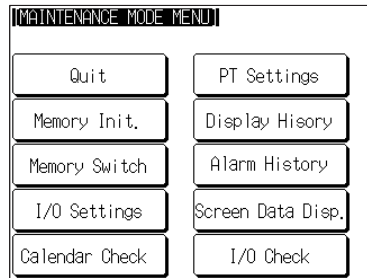 [MAINTENANCE MODE MENU]
Quit
PT Settings
Memory Init.
Display Hisory
Memory Switch
Alarm History
I/O Settings
Screen Data Disp.
Calendar Check
I/O Check